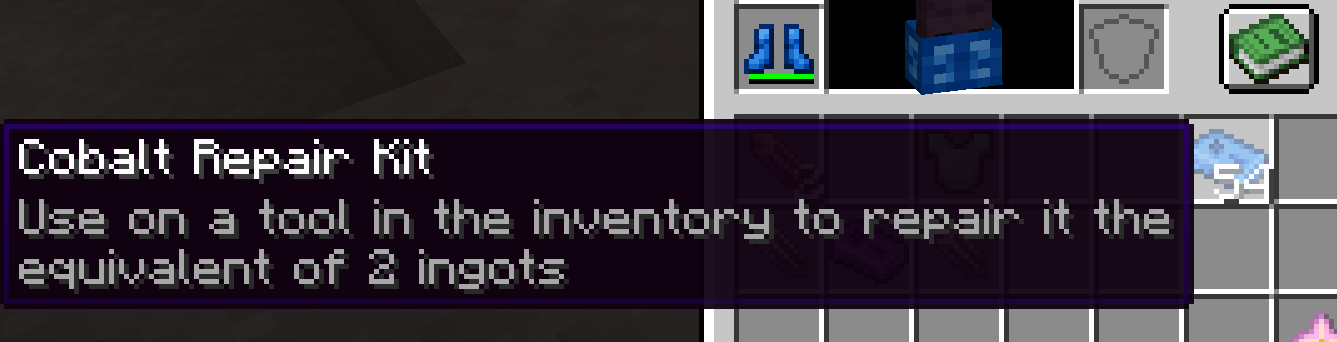 Cobalt Repair Kit
Use on a tool in the inventory to repair it the
equivalent of 2 ingots